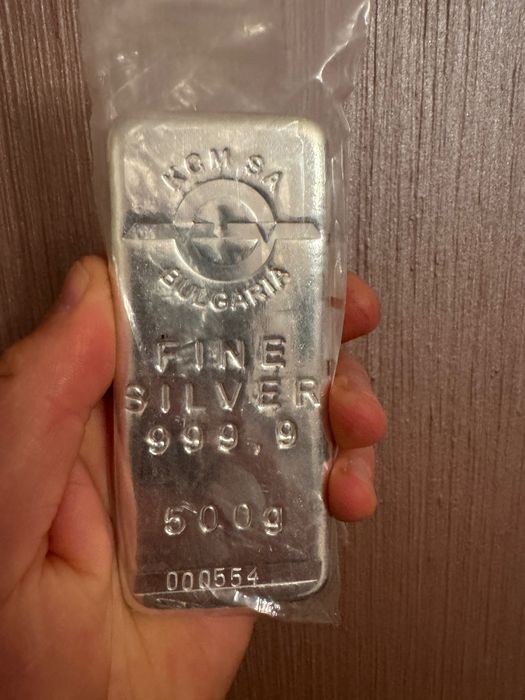 KCM SA
BULGARIA
FINE
SILVER
999,9
500g
000554